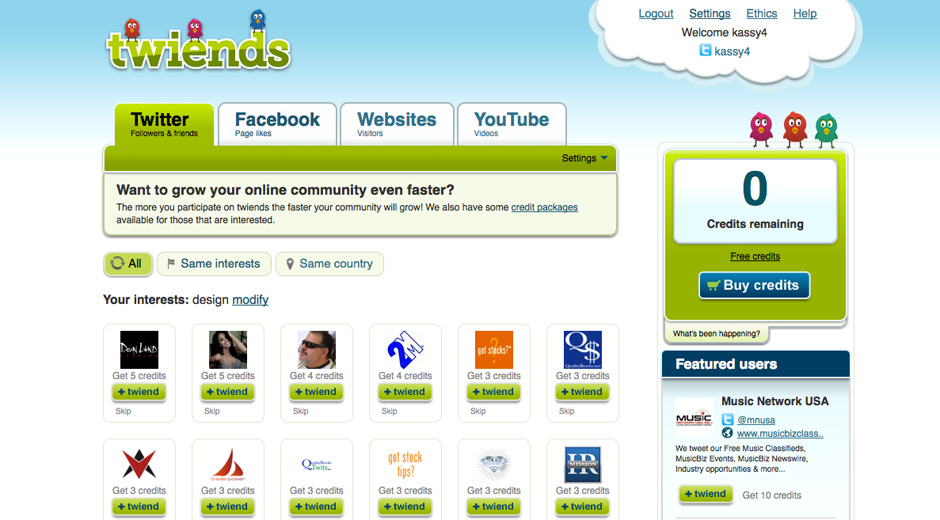 Logout Settings Ethics Help
Welcome kassy4
kassy4
twiends
Twitter
Followers & friends
Facebook
Page likes
Websites
Visitors
YouTube
Videos
Settings
Want to grow your online community even faster?
The more you participate on twiends the faster your community will grow! We also have some credit packages
available for those that are interested.
All
Same interests
Same country
Your interests: design modify
Get 5 credits
+ twiend
Skip
Get 5 credits
+ twiend
Skip
Get 4 credits
+ twiend
Skip
2M
Get 4 credits
+ twiend
Skip
got stocks?
Get 3 credits
+ twiend
Skip
Q$
Get 3 credits
+ twiend
Skip
Get 3 credits
+ twiend
Get 3 credits
+ twiend
Get 3 credits
+ twiend
got stock
tips?
Get 3 credits
+ twiend
Get 3 credits
+ twiend
HR
MISSION
Get 3 credits
+ twiend
0
Credits remaining
Free credits
Buy credits
What's been happening?
Featured users
MUSIC
Music Network USA
@mnusa
www.musicbizclass..
We tweet our Free Music Classifieds,
MusicBiz Events, MusicBiz Newswire,
Industry opportunities & more...
+ twiend
Get 10 credits